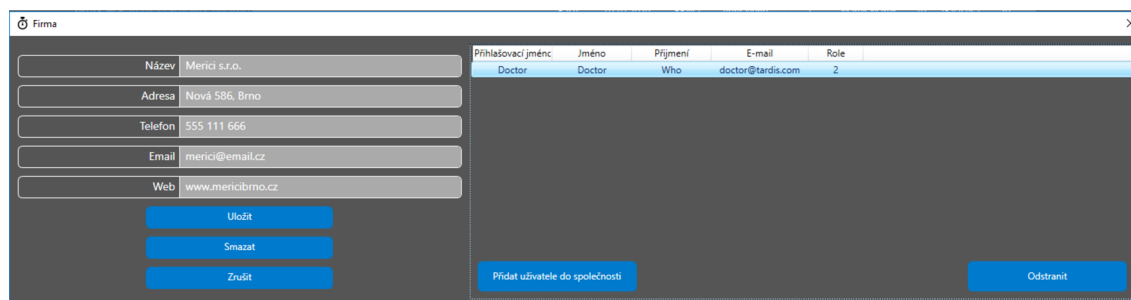 Firma
Název Merici s.r.o.
Adresa Nová 586, Brno
Telefon 555 111 666
Email merici@email.cz
Web www.mericibrno.cz
Uložit
Smazat
Zrušit
Přihlašovací jménc Jméno Příjmení E-mail Role
Doctor Doctor Who doctor@tardis.com 2
Přidat uživatele do společnosti
Odstranit